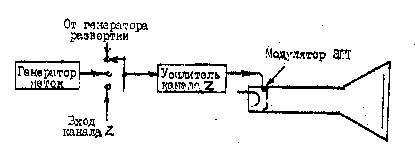 От генератора
развертки
Модулятор ЭЛТ
Генератор
меток
Усилитель
канала Z
Вход
канала Z